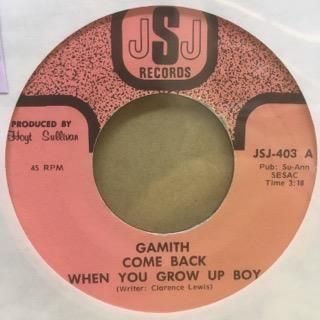 JSJ
RECORDS
PRODUCED BY
Hoyt Sullivan
45 RPM
JSJ-403 A
Pub: Su-Ann
SESAC
Time 3:18
GAMITH
COME BACK
WHEN YOU GROW UP BOY
(Writer: Clarence Lewis)